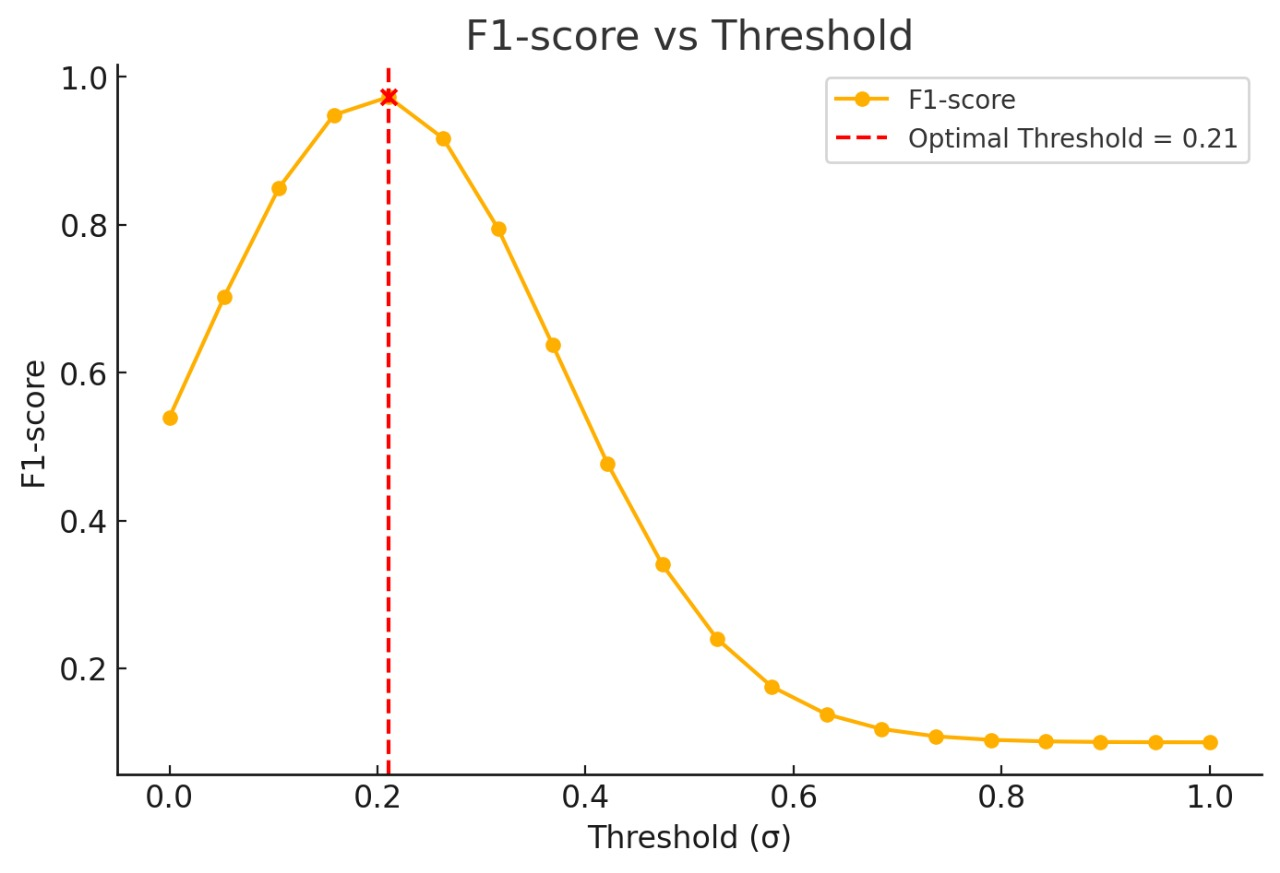 F1-score vs Threshold
F1-score
Optimal Threshold = 0.21
1.0
0.8
0.6
0.4
0.2
F1-score
0.0 0.2 0.4 0.6 0.8 1.0
Threshold (σ)